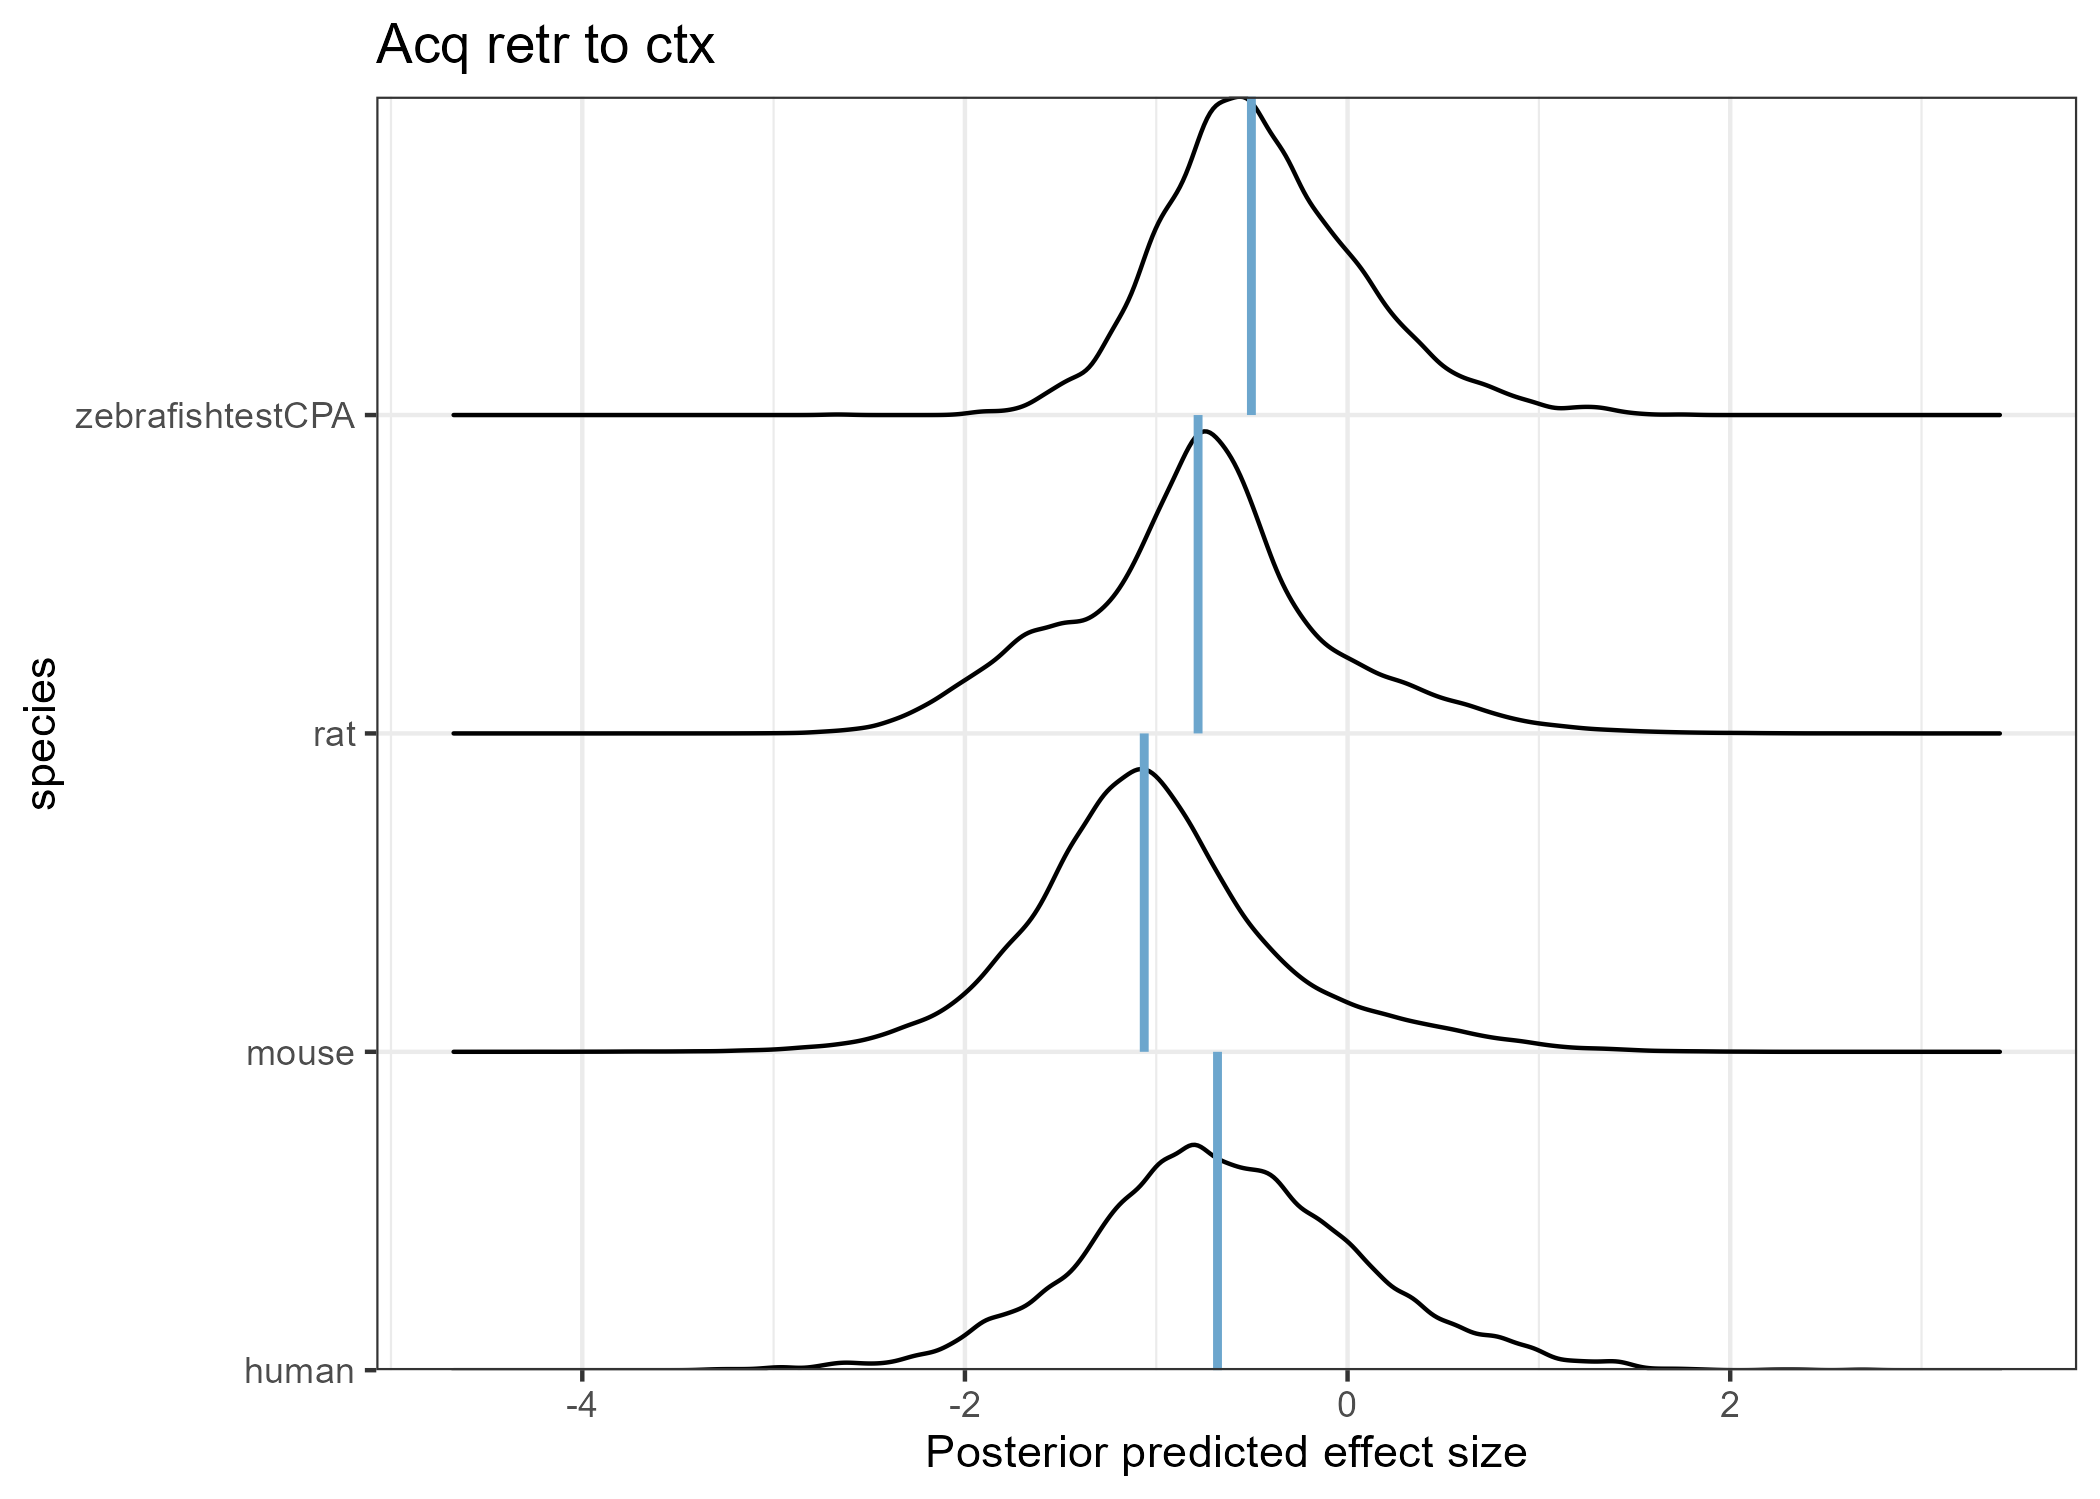 Acq retr to ctx
species
zebrafishtestCPA
rat
mouse
human
-4
-2
0
2
Posterior predicted effect size